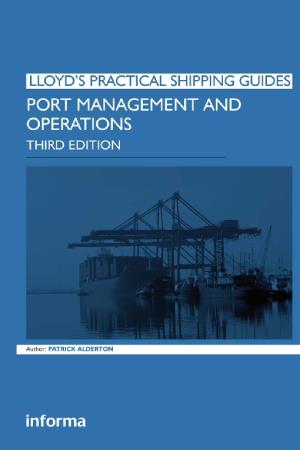 LLOYD'S PRACTICAL SHIPPING GUIDES
PORT MANAGEMENT AND
OPERATIONS
THIRD EDITION
Author: PATRICK ALDERTON
informa